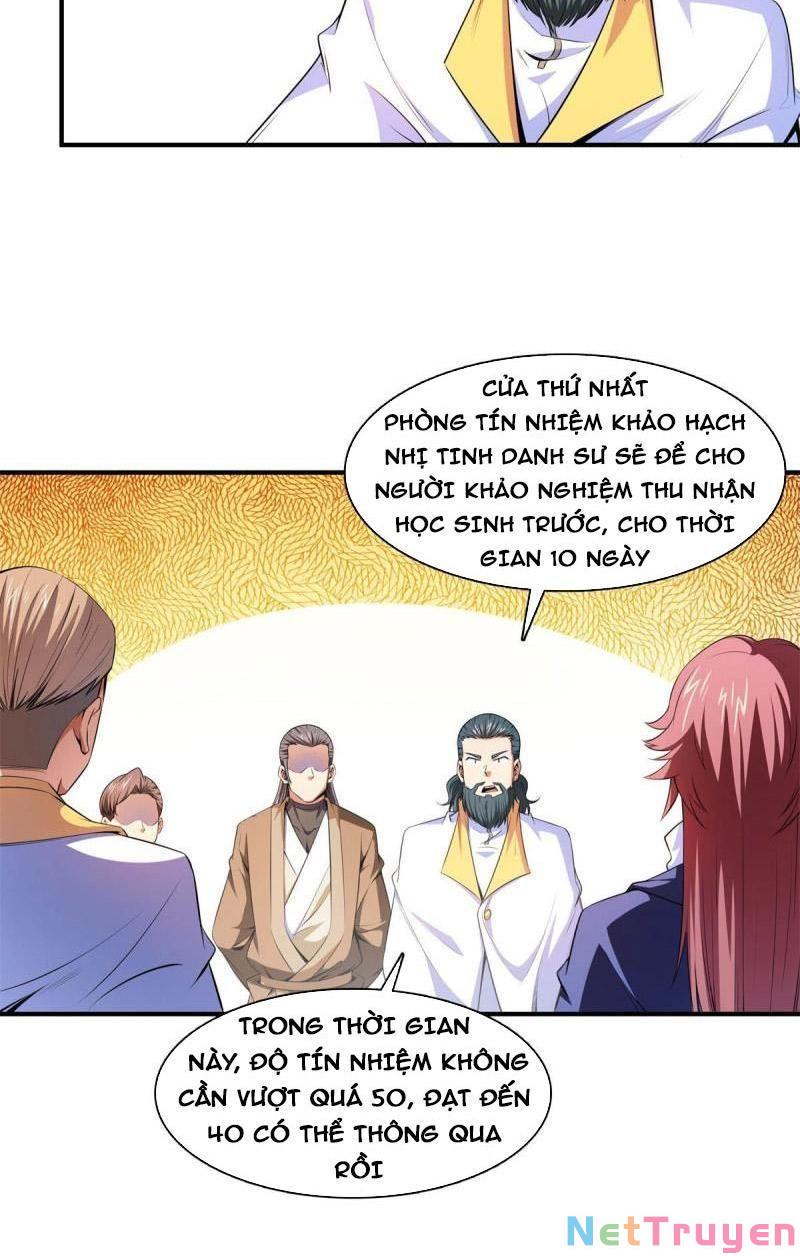 CỬA THỨ NHẤT
PHÒNG TÍN NHIỆM KHẢO HẠCH
NHỊ TINH DANH SƯ SẼ ĐỂ CHO
NGƯỜI KHẢO NGHIỆM THU NHẬN
HỌC SINH TRƯỚC, CHO THỜI
GIAN 10 NGÀY
TRONG THỜI GIAN
NÀY, ĐỘ TÍN NHIỆM KHÔNG
CẦN VƯỢT QUÁ 50, ĐẠT ĐẾN
40 CÓ THỂ THÔNG QUA
RỒI
NetTruyen